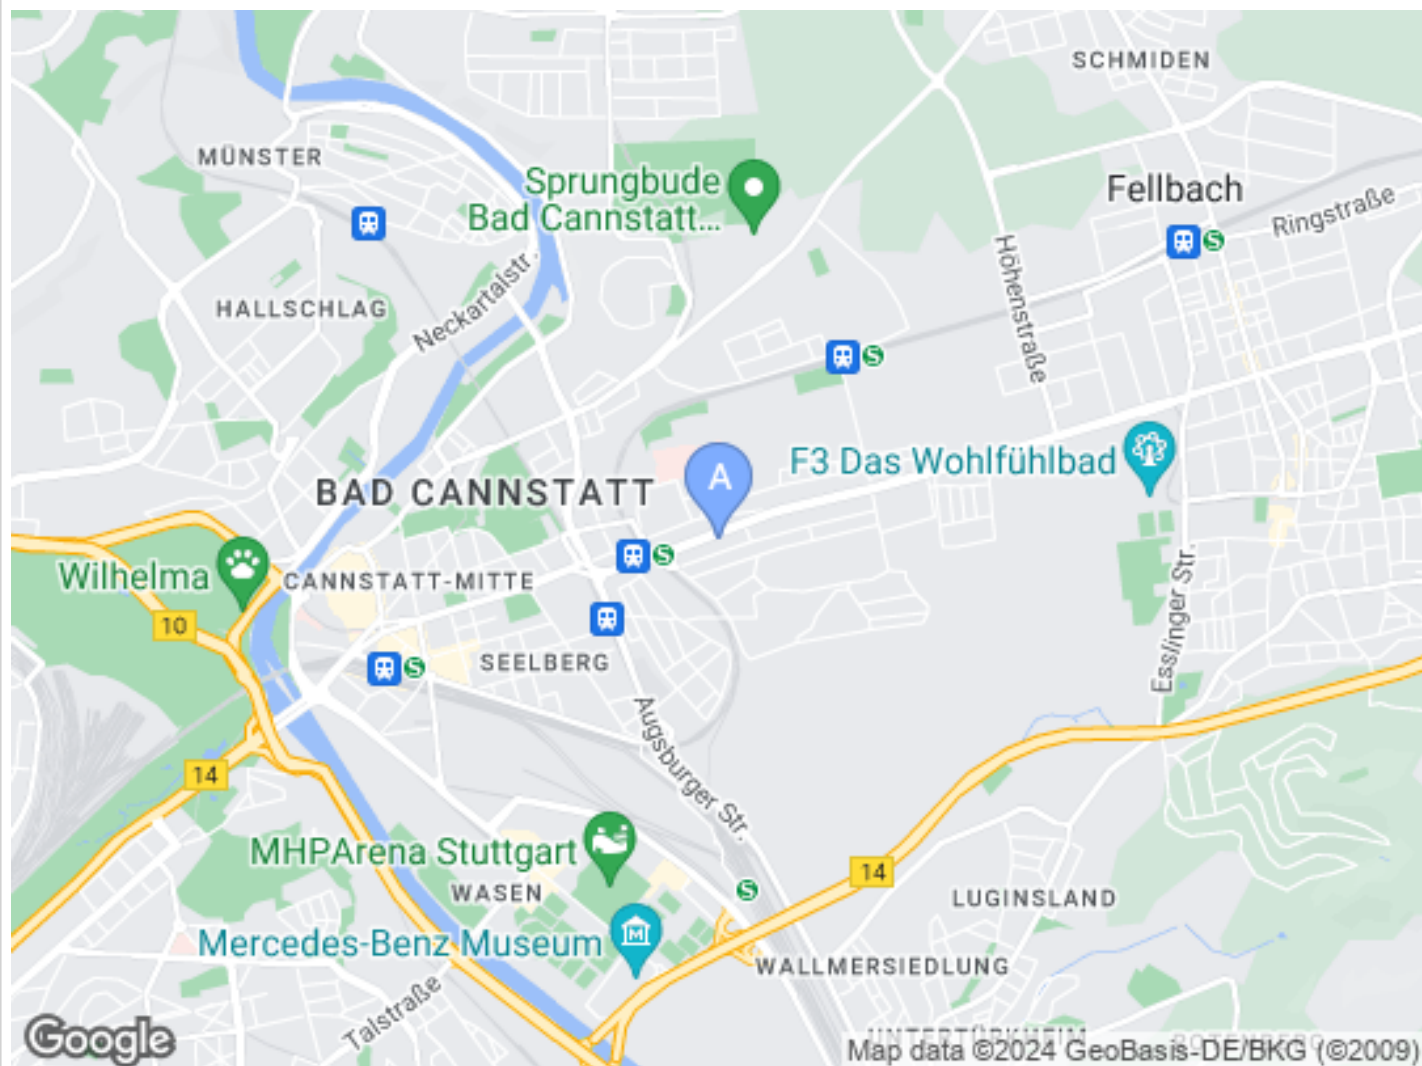 SCHMIDEN
MÜNSTER
Sprungbude
Bad Cannstatt...
Fellbach
S
Ringstraße
Höhenstraße
HALLSCHLAG
Neckartalstr.
S
A
F3 Das Wohlfühlbad
BAD CANNSTATT
S
Wilhelma
CANNSTATT-MITTE
10
Esslinger Str.
SEELBERG
S
Augsburger Str.
14
MHPArena Stuttgart
14
WASEN
S
LUGINSLAND
Mercedes-Benz Museum
M
WALLMERSIEDLUNG
Talstraße
Google
UNTERTÜRKHEIM
ROTENBERG
Map data ©2024 GeoBasis-DE/BKG (©2009)